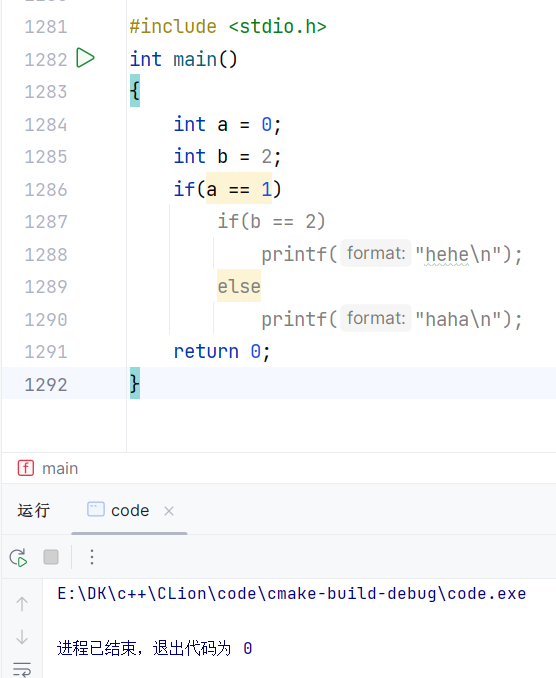 1281 #include <stdio.h>
1282 int main()
1283 {
1284 int a = 0;
1285 int b = 2;
1286 if(a == 1)
1287 if(b == 2)
1288 printf( format: "hehe\n");
1289 else
1290 printf( format: "haha\n");
1291 return 0;
1292 }
f main
运行 code ×
E:\DK\c++\CLion\code\cmake-build-debug\code.exe
进程已结束，退出代码为 0